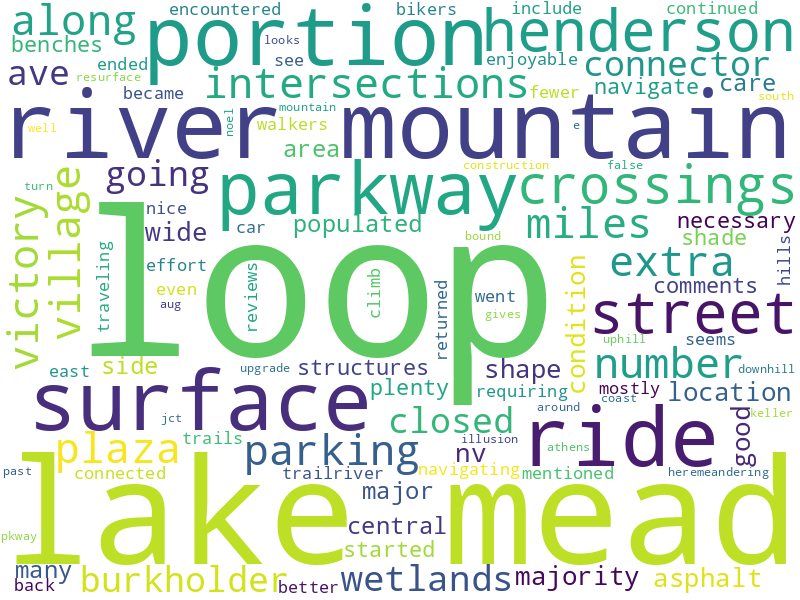 along
encountered
bikers
include
continued
portion
henderson
benches
looks
ended
see
enjoyable
connector
ave
resurface
intersections
navigate
care
became
fewer
river mountain
mountain
south
well
noel
walkers
e
area
going
construction
false
parkway
crossings
turn
village
victory
nice
car
populated
miles
necessary
wide
bound
shade
loop
traveling
effort
reviews
climb
returned
condition
extra
hills
even
went
comments
aug
gives
street
uphill
seems
east
side
upgrade
structures
shape
number
downhill
surface
plenty
requiring
mostly
coast
location
jct
closed
around
ride
good
keller
plaza
trails
parking
illusion
athens
nv
past
connected
trailriver
navigating
mentioned
heremeandering
lake mead
major
central
pkway
started
many
back
burkholder
better
wetlands
majority
asphalt